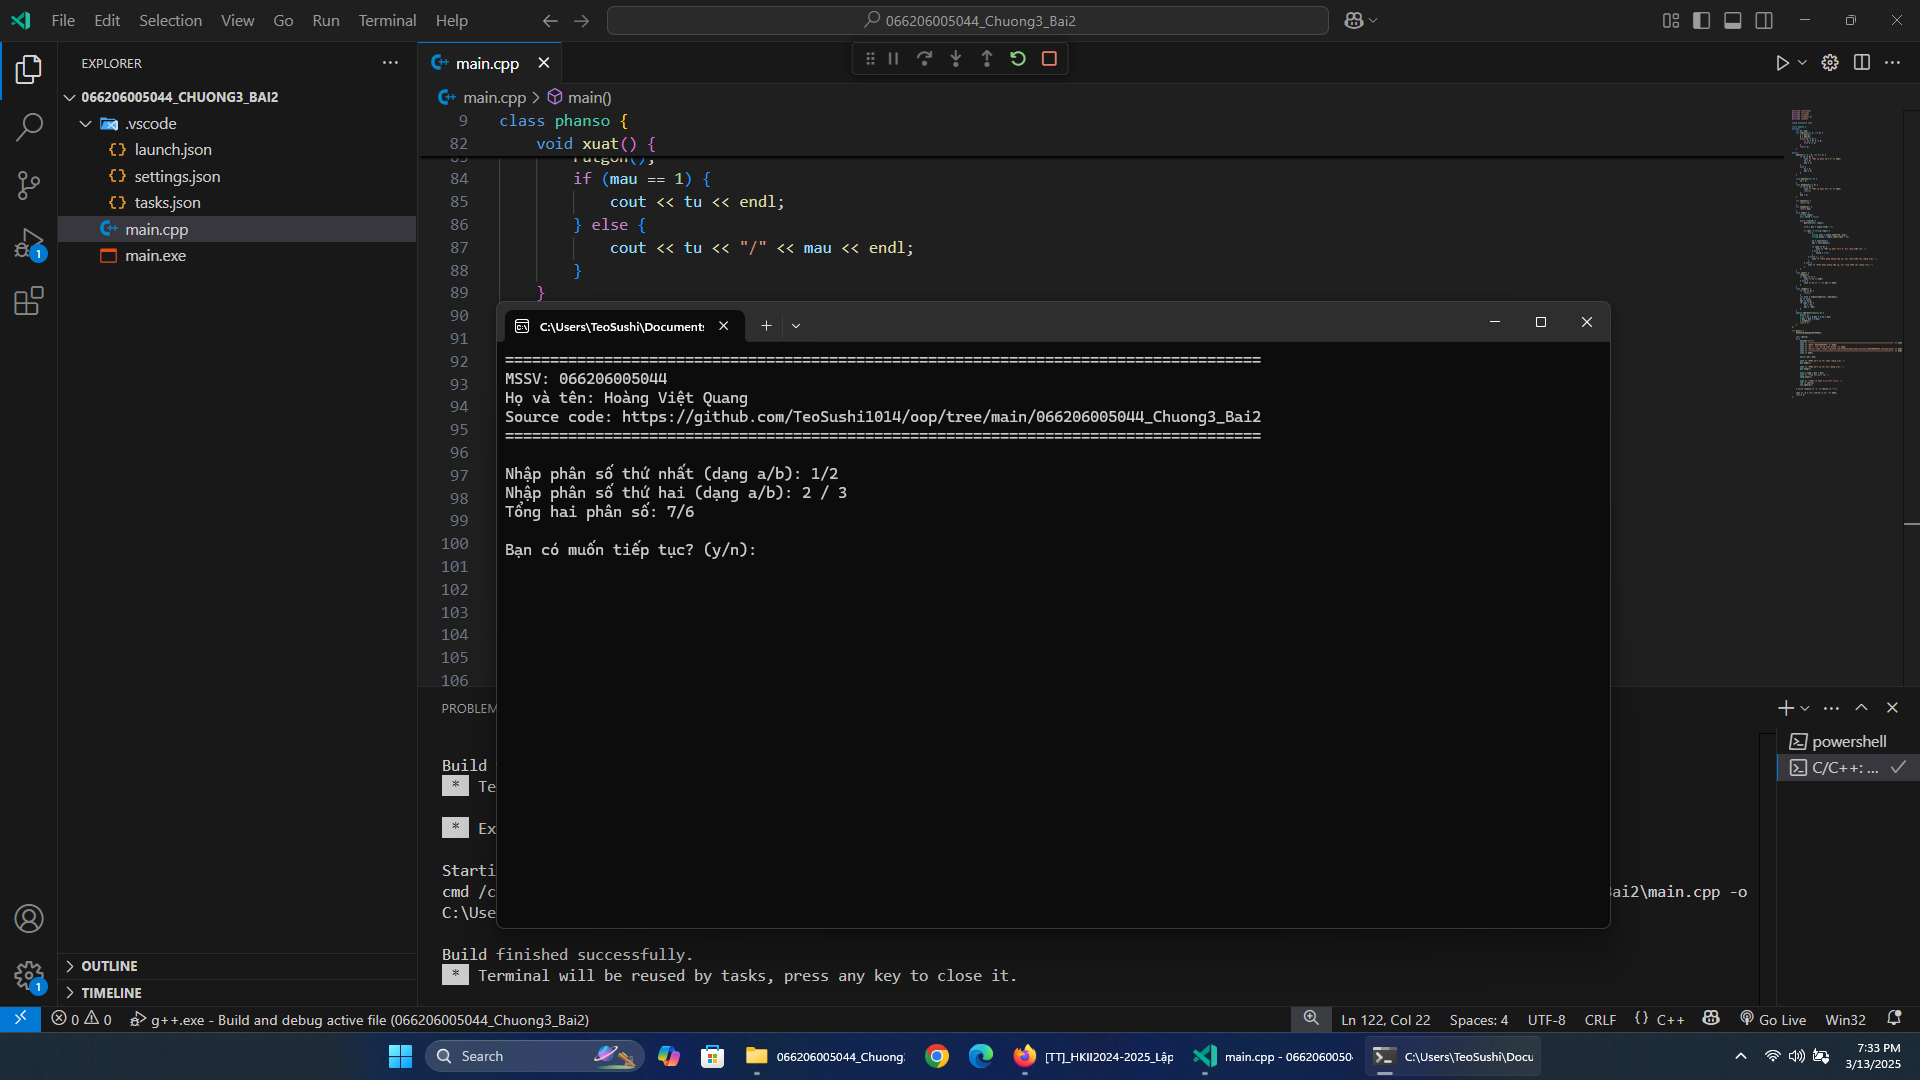 File Edit Selection View Go Run Terminal Help
066206005044_Chuong3_Bai2
EXPLORER
066206005044_CHUONG3_BAI2
.vscode
launch.json
settings.json
tasks.json
main.cpp
main.exe
OUTLINE
TIMELINE
main.cpp
main.cpp > main()
9 class phanso {
82 void xuat() {
84 if (mau == 1) {
85 cout << tu << endl;
86 } else {
87 cout << tu << "/" << mau << endl;
88 }
89 }
90
91
92
93
94
95
96
97
98
99
100
101
102
103
104
105
106
C:\Users\TeoSushi\Document
====================================================================================
MSSV: 066206005044
Họ và tên: Hoàng Việt Quang
Source code: https://github.com/TeoSushi1014/oop/tree/main/066206005044_Chuong3_Bai2
====================================================================================
Nhập phân số thứ nhất (dạng a/b): 1/2
Nhập phân số thứ hai (dạng a/b): 2 / 3
Tổng hai phân số: 7/6
Bạn có muốn tiếp tục? (y/n):
PROBLEM
powershell
C/C++: ...
Build
* Te
* Ex
Starti
cmd /c
ai2\main.cpp -o
C:\Use
Build finished successfully.
* Terminal will be reused by tasks, press any key to close it.
0 0 g++.exe - Build and debug active file (066206005044_Chuong3_Bai2)
Ln 122, Col 22 Spaces: 4 UTF-8 CRLF {} C++ Go Live Win32
Search
066206005044_Chuong
[TT]_HKII2024-2025_Lập
main.cpp - 0662060050
C:\Users\TeoSushi\Docu
7:33 PM
3/13/2025